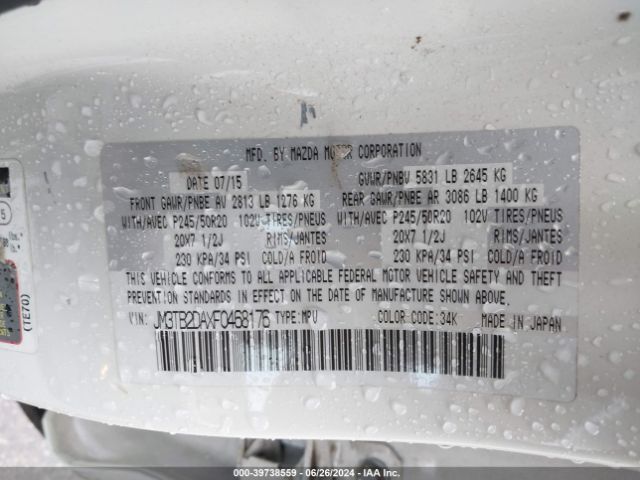 MFD. BY MAZDA MOTOR CORPORATION
DATE 07/15 GVWR/PNBV 5831 LB 2645 KG
FRONT GAWR/PNBE AV 2813 LB 1276 KG REAR GAWR/PNBE AR 3086 LB 1400 KG
WITH/AVEC P245/50R20 102V TIRES/PNEUS WITH/AVEC P245/50R20 102V TIRES/PNEUS
20X7 1/2J RIMS/JANTES 20X7 1/2J RIMS/JANTES
230 KPA/34 PSI COLD/A FROID 230 KPA/34 PSI COLD/A FROID
THIS VEHICLE CONFORMS TO ALL APPLICABLE FEDERAL MOTOR VEHICLE SAFETY AND THEFT
PREVENTION STANDARDS IN EFFECT ON THE DATE OF MANUFACTURE SHOWN ABOVE.
VIN: JM3TB2DAXF0458176 TYPE:MPV COLOR CODE:34K MADE IN JAPAN
(TE70)
000-39738559 | 06/26/2024 | IAA Inc.